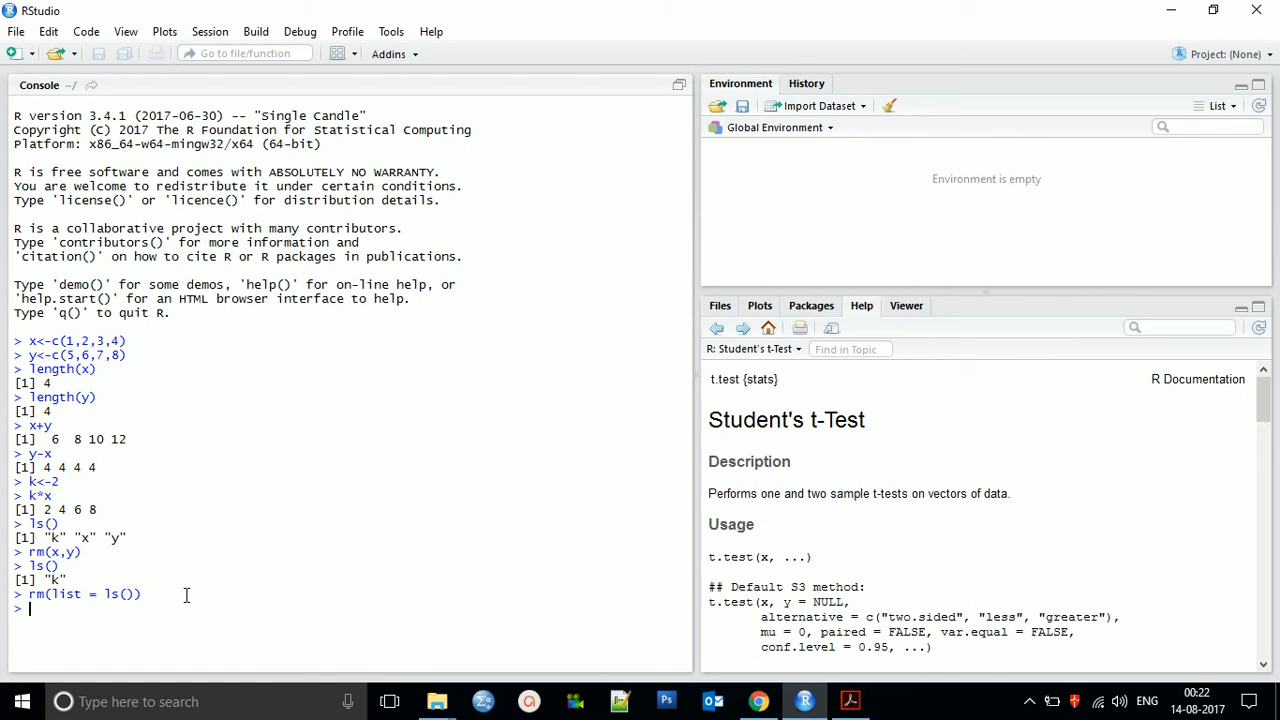 RStudio
File Edit Code View Plots Session Build Debug Profile Tools Help
Go to file/function Addins Project: (None)
Console ~/
R version 3.4.1 (2017-06-30) -- "Single Candle"
Copyright (C) 2017 The R Foundation for Statistical Computing
Platform: x86_64-w64-mingw32/x64 (64-bit)
R is free software and comes with ABSOLUTELY NO WARRANTY.
You are welcome to redistribute it under certain conditions.
Type 'license()' or 'licence()' for distribution details.
R is a collaborative project with many contributors.
Type 'contributors()' for more information and
'citation()' on how to cite R or R packages in publications.
Type 'demo()' for some demos, 'help()' for on-line help, or
'help.start()' for an HTML browser interface to help.
Type 'q()' to quit R.
> x<-c(1,2,3,4)
> y<-c(5,6,7,8)
> length(x)
[1] 4
> length(y)
[1] 4
> x+y
[1]  6  8 10 12
> y-x
[1] 4 4 4 4
> k<-2
> k*x
[1] 2 4 6 8
> ls()
[1] "k" "x" "y"
> rm(x,y)
> ls()
[1] "k"
> rm(list = ls())
>
Environment History
Import Dataset List
Global Environment
Environment is empty
Files Plots Packages Help Viewer
R: Student's t-Test Find in Topic
t.test {stats} R Documentation
Student's t-Test
Description
Performs one and two sample t-tests on vectors of data.
Usage
t.test(x, ...)
## Default S3 method:
t.test(x, y = NULL,
alternative = c("two.sided", "less", "greater"),
mu = 0, paired = FALSE, var.equal = FALSE,
conf.level = 0.95, ...)
Type here to search
Ps
R
ENG
00:22
14-08-2017